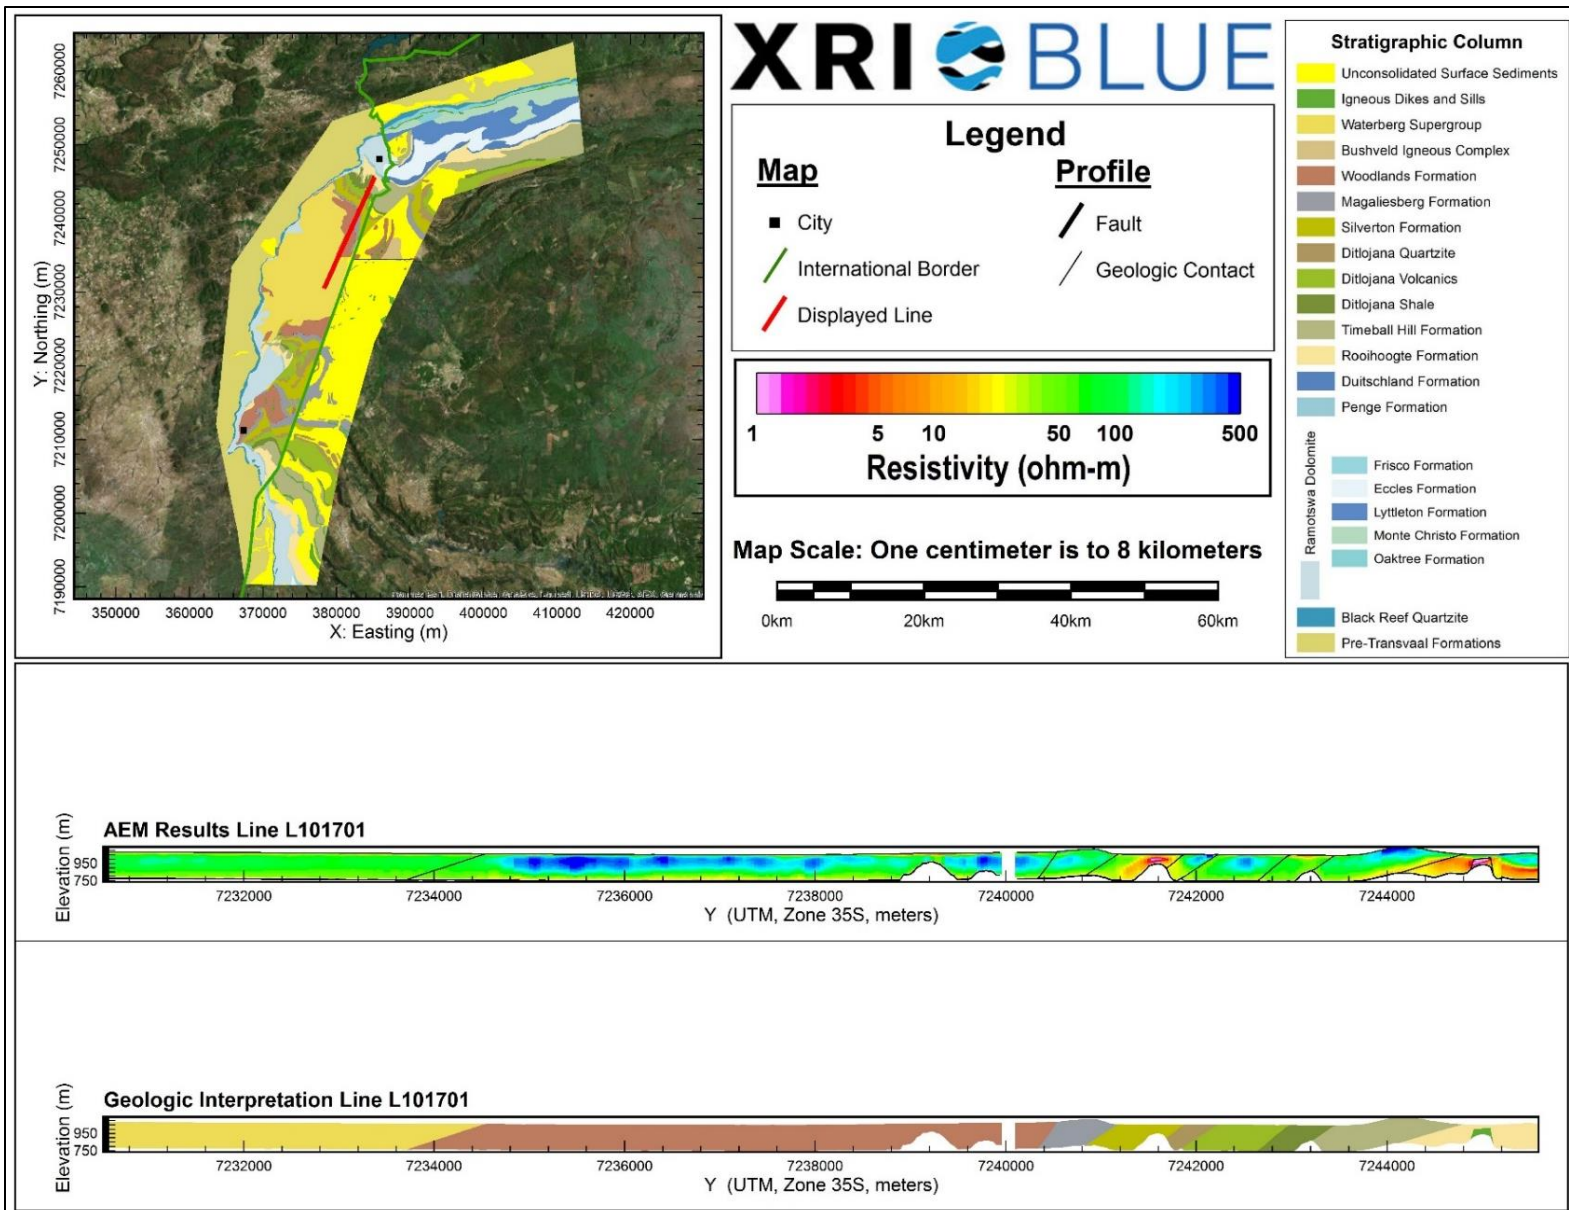 7260000
7250000
7240000
7230000
7220000
7210000
7200000
7190000
Y: Northing (m)
350000 360000 370000 380000 390000 400000 410000 420000
X: Easting (m)
XRI BLUE
Legend
Map
City
International Border
Displayed Line
Profile
Fault
Geologic Contact
1 5 10 50 100 500
Resistivity (ohm-m)
Map Scale: One centimeter is to 8 kilometers
0km 20km 40km 60km
Stratigraphic Column
Unconsolidated Surface Sediments
Igneous Dikes and Sills
Waterberg Supergroup
Bushveld Igneous Complex
Woodlands Formation
Magaliesberg Formation
Silverton Formation
Ditlojana Quartzite
Ditlojana Volcanics
Ditlojana Shale
Timeball Hill Formation
Rooihoogte Formation
Duitschland Formation
Penge Formation
Ramotswa Dolomite
Frisco Formation
Eccles Formation
Lyttleton Formation
Monte Christo Formation
Oaktree Formation
Black Reef Quartzite
Pre-Transvaal Formations
AEM Results Line L101701
Elevation (m)
950
750
7232000 7234000 7236000 7238000 7240000 7242000 7244000
Y (UTM, Zone 35S, meters)
Geologic Interpretation Line L101701
Elevation (m)
950
750
7232000 7234000 7236000 7238000 7240000 7242000 7244000
Y (UTM, Zone 35S, meters)